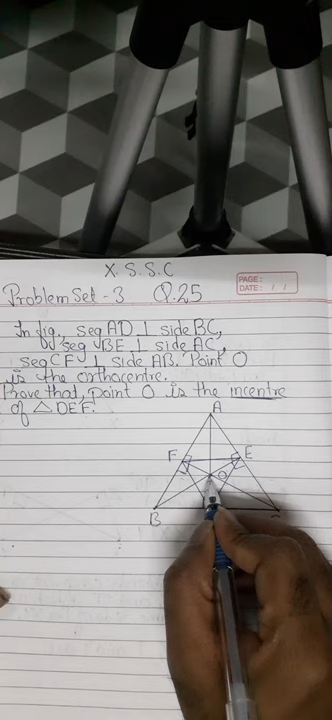 X. S. S. C
PAGE:
DATE: / /
Problem Set - 3 Q.25
In fig, seg AD ⊥ side BC,
seg BE ⊥ side AC,
seg CF ⊥ side AB. Point O
is the orthocentre.
Prove that, point O is the incentre
of △DEF.
A
F E
O
B